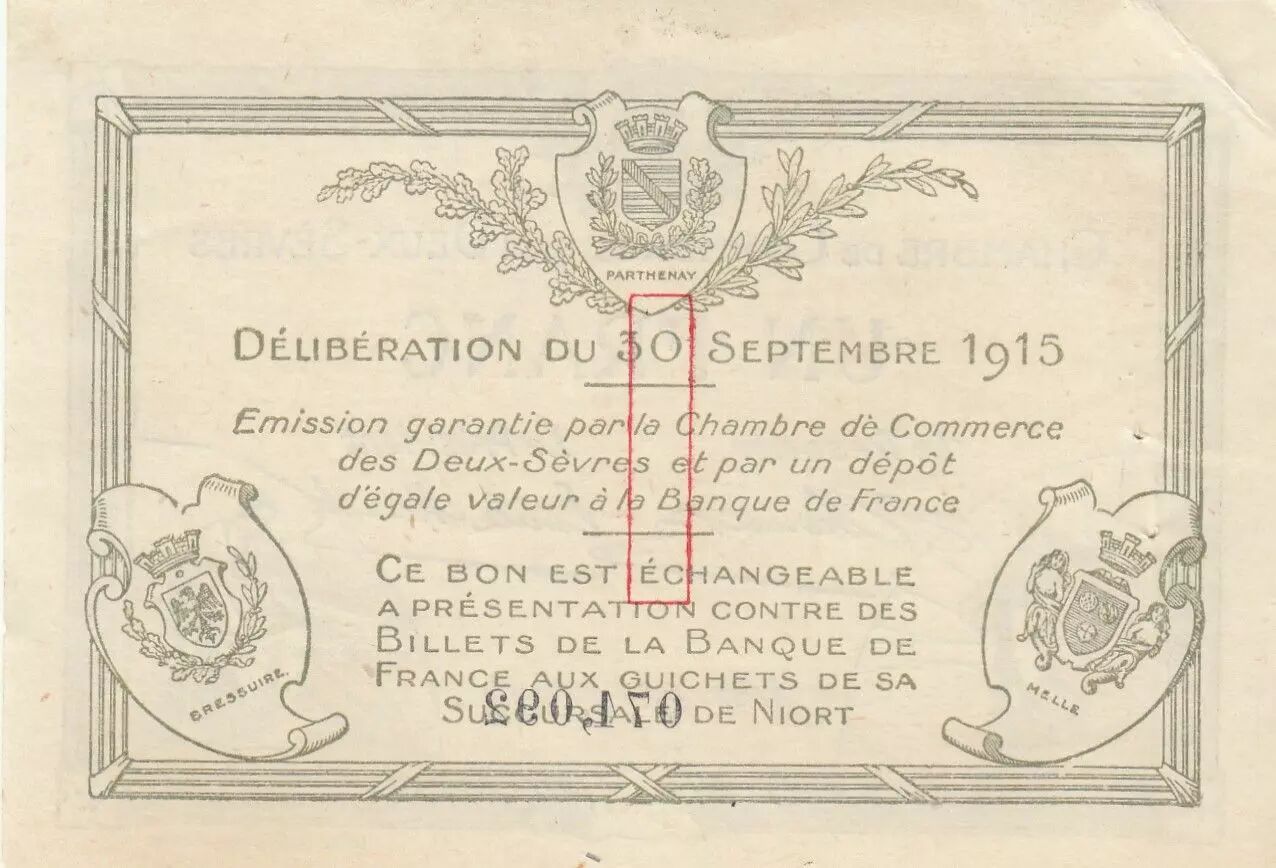 PARTHENAY
DÉLIBÉRATION DU 30 SEPTEMBRE 1915
Emission garantie par la Chambre dè Commerce
des Deux-Sèvres et par un dépôt
d'égale valeur à la Banque de France
CE BON EST ÉCHANGEABLE
A PRÉSENTATION CONTRE DES
BILLETS DE LA BANQUE DE
FRANCE AUX GUICHETS DE SA
SUCCURSALE DE NIORT
BRESSUIRE.
MELLE